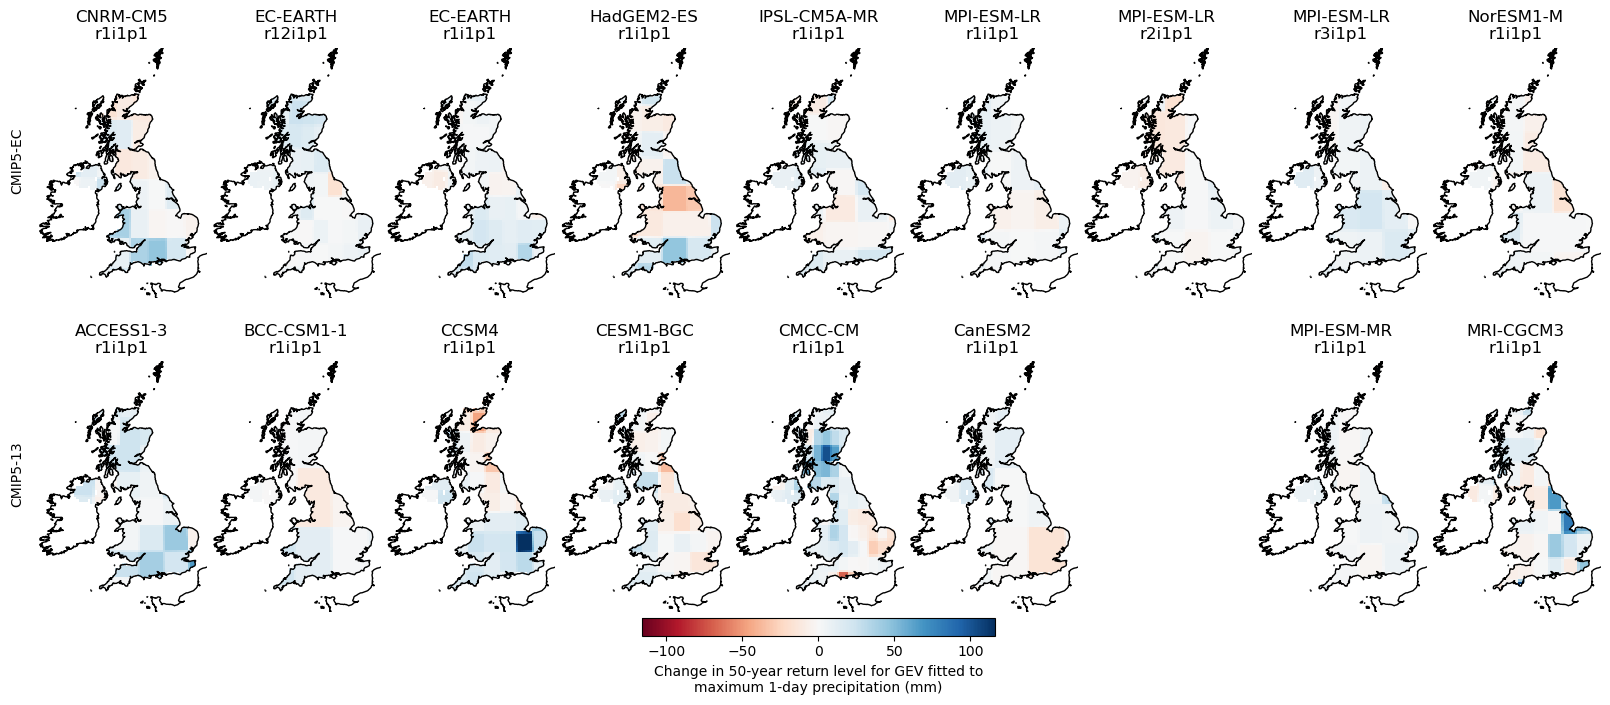 CNRM-CM5
r1i1p1
EC-EARTH
r12i1p1
EC-EARTH
r1i1p1
HadGEM2-ES
r1i1p1
IPSL-CM5A-MR
r1i1p1
MPI-ESM-LR
r1i1p1
MPI-ESM-LR
r2i1p1
MPI-ESM-LR
r3i1p1
NorESM1-M
r1i1p1
CMIP5-EC
ACCESS1-3
r1i1p1
BCC-CSM1-1
r1i1p1
CCSM4
r1i1p1
CESM1-BGC
r1i1p1
CMCC-CM
r1i1p1
CanESM2
r1i1p1
MPI-ESM-MR
r1i1p1
MRI-CGCM3
r1i1p1
CMIP5-13
−100 −50 0 50 100
Change in 50-year return level for GEV fitted to
maximum 1-day precipitation (mm)